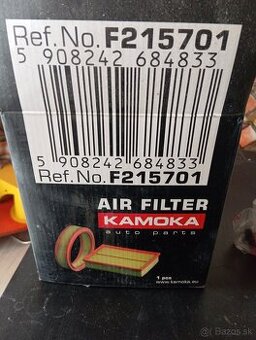 Ref. No. F215701
5 908242 684833
5 908242 684833
Ref. No. F215701
AIR FILTER
KAMOKA
auto parts
1 pcs
www.kamoka.eu
Bazar.sk